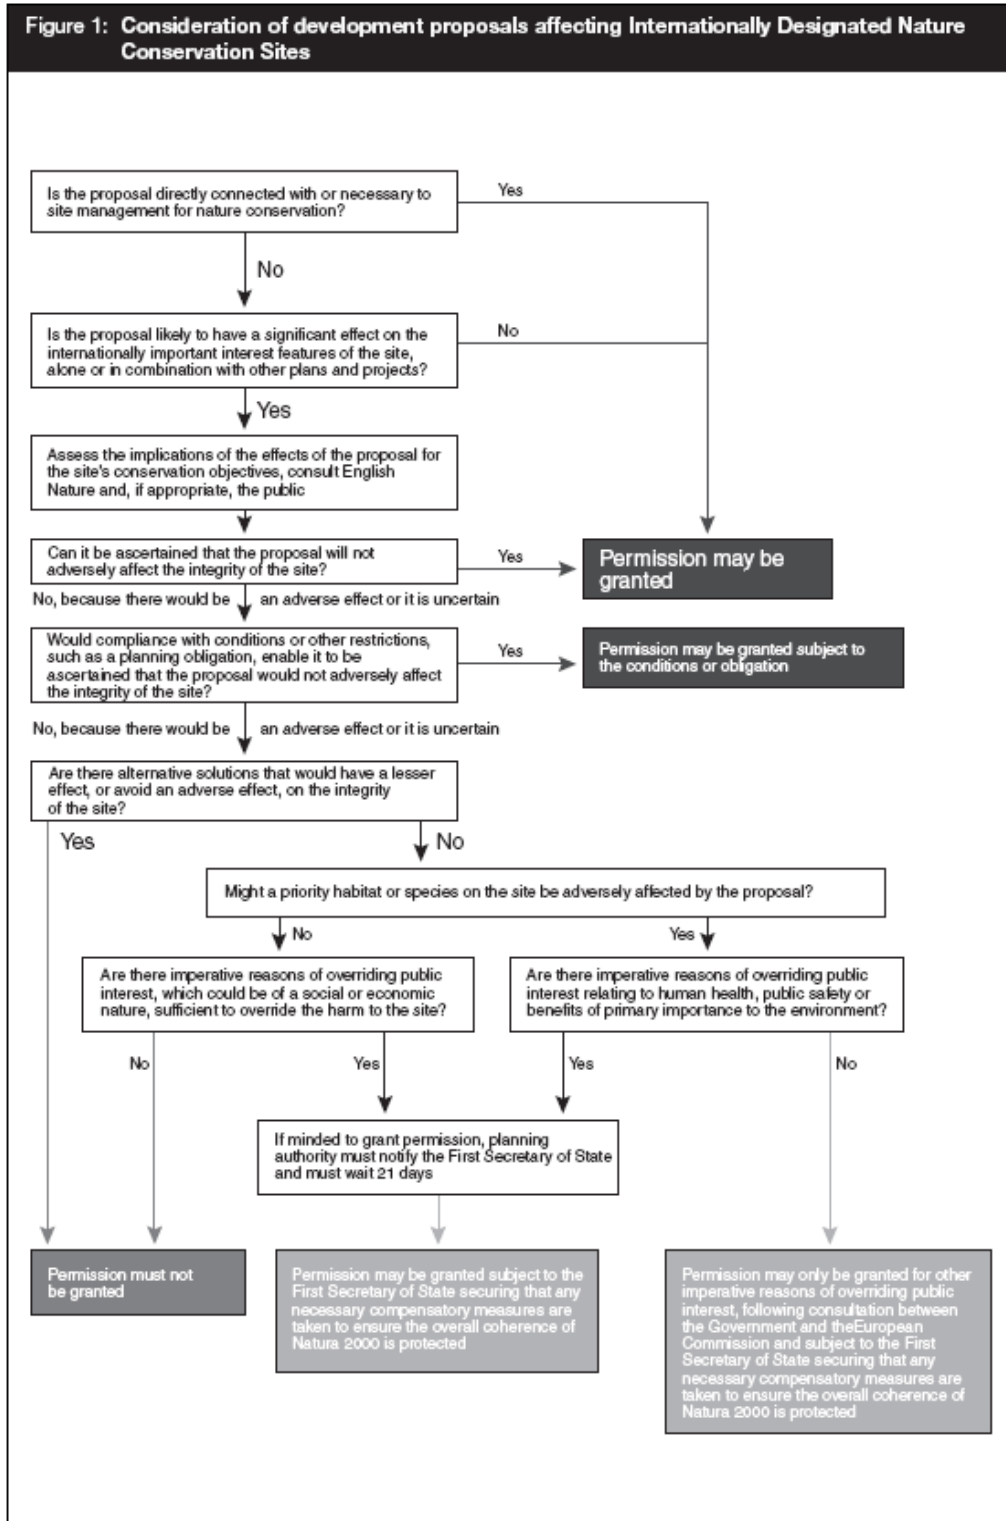 Figure 1: Consideration of development proposals affecting Internationally Designated Nature
Conservation Sites
Is the proposal directly connected with or necessary to
site management for nature conservation?
Yes
No
Is the proposal likely to have a significant effect on the
internationally important interest features of the site,
alone or in combination with other plans and projects?
No
Yes
Assess the implications of the effects of the proposal for
the site's conservation objectives, consult English
Nature and, if appropriate, the public
Can it be ascertained that the proposal will not
adversely affect the integrity of the site?
Yes
Permission may be
granted
No, because there would be an adverse effect or it is uncertain
Would compliance with conditions or other restrictions,
such as a planning obligation, enable it to be
ascertained that the proposal would not adversely affect
the integrity of the site?
Yes
Permission may be granted subject to
the conditions or obligation
No, because there would be an adverse effect or it is uncertain
Are there alternative solutions that would have a lesser
effect, or avoid an adverse effect, on the integrity
of the site?
Yes
No
Might a priority habitat or species on the site be adversely affected by the proposal?
No
Yes
Are there imperative reasons of overriding public
interest, which could be of a social or economic
nature, sufficient to override the harm to the site?
Are there imperative reasons of overriding public
interest relating to human health, public safety or
benefits of primary importance to the environment?
No
Yes
Yes
No
If minded to grant permission, planning
authority must notify the First Secretary of State
and must wait 21 days
Permission must not
be granted
Permission may be granted subject to the
First Secretary of State securing that any
necessary compensatory measures are
taken to ensure the overall coherence of
Natura 2000 is protected
Permission may only be granted for other
imperative reasons of overriding public
interest, following consultation between
the Government and theEuropean
Commission and subject to the First
Secretary of State securing that any
necessary compensatory measures are
taken to ensure the overall coherence of
Natura 2000 is protected